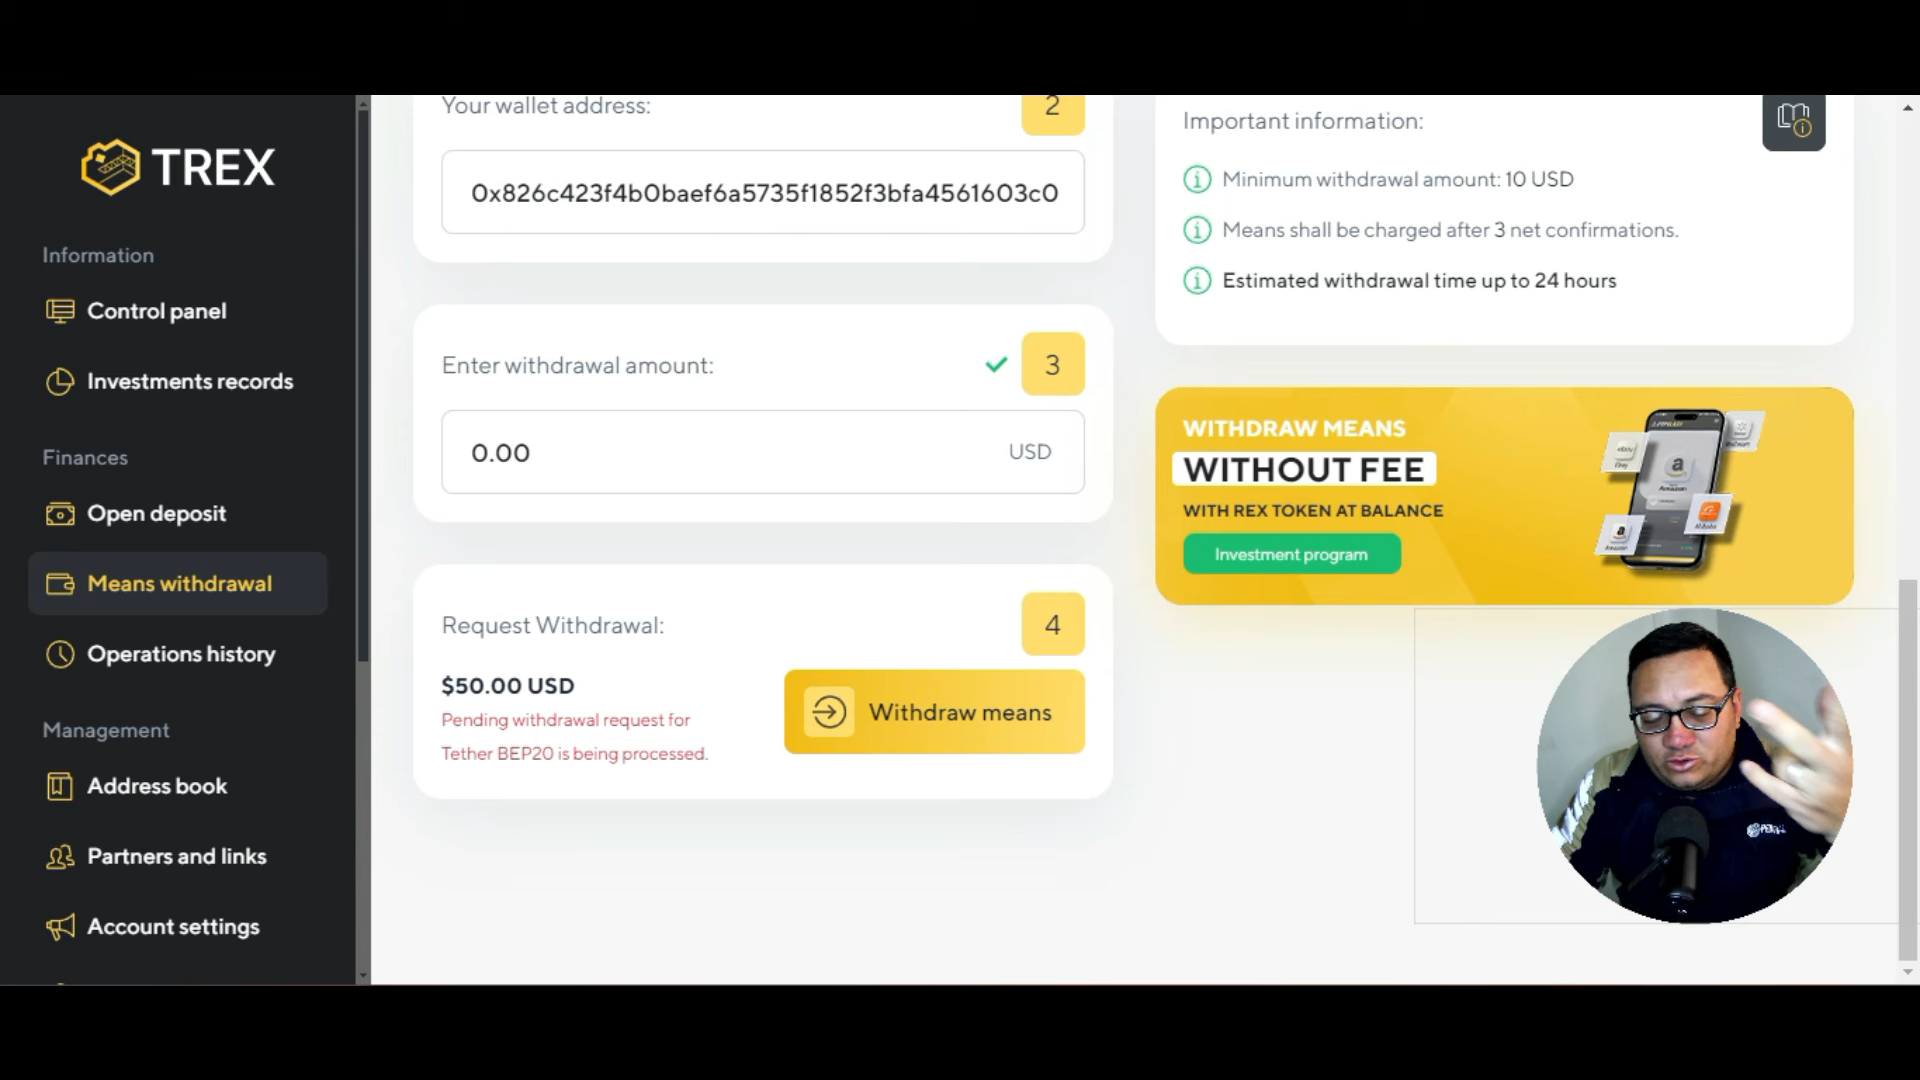 TREX
Information
Control panel
Investments records
Finances
Open deposit
Means withdrawal
Operations history
Management
Address book
Partners and links
Account settings
Your wallet address:
2
0x826c423f4b0baef6a5735f1852f3bfa4561603c0
Enter withdrawal amount:
3
0.00
USD
Request Withdrawal:
4
$50.00 USD
Pending withdrawal request for
Tether BEP20 is being processed.
Withdraw means
Important information:
Minimum withdrawal amount: 10 USD
Means shall be charged after 3 net confirmations.
Estimated withdrawal time up to 24 hours
WITHDRAW MEANS
WITHOUT FEE
WITH REX TOKEN AT BALANCE
Investment program